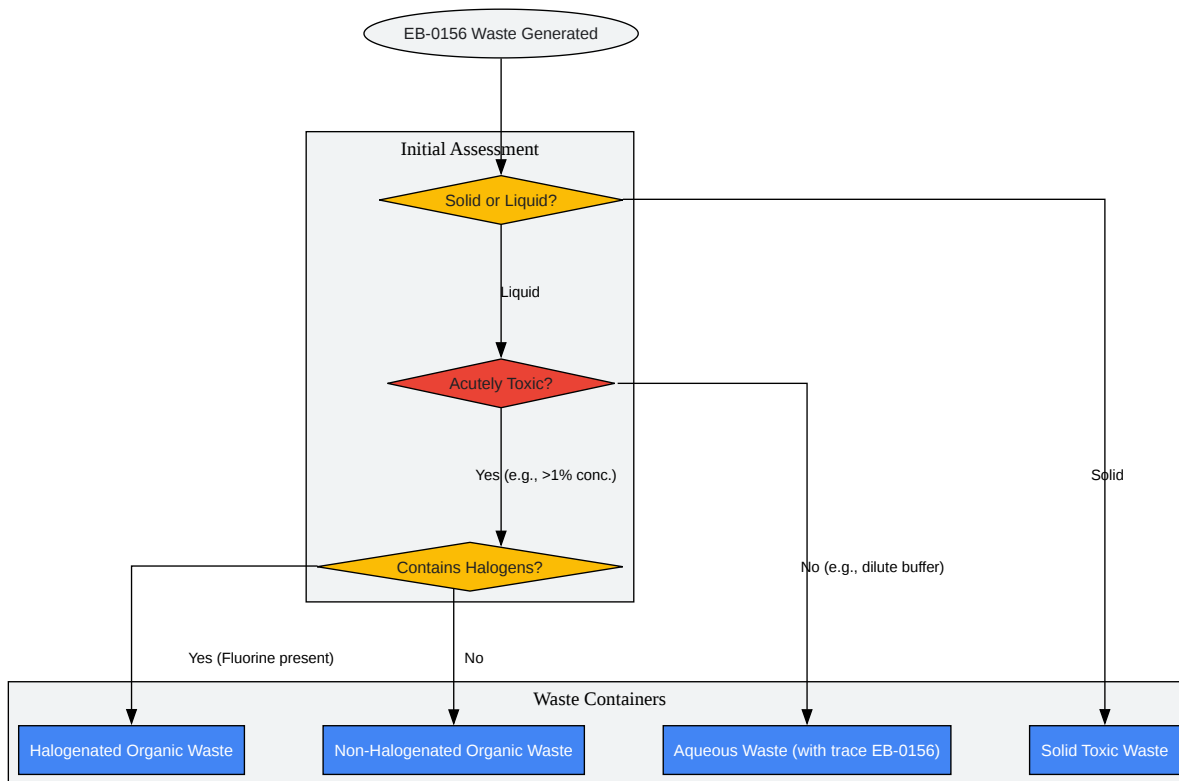 EB-0156 Waste Generated
Initial Assessment
Solid or Liquid?
Liquid
Acutely Toxic?
Yes (e.g., >1% conc.)
Solid
Contains Halogens?
No (e.g., dilute buffer)
Yes (Fluorine present)
No
Waste Containers
Halogenated Organic Waste
Non-Halogenated Organic Waste
Aqueous Waste (with trace EB-0156)
Solid Toxic Waste